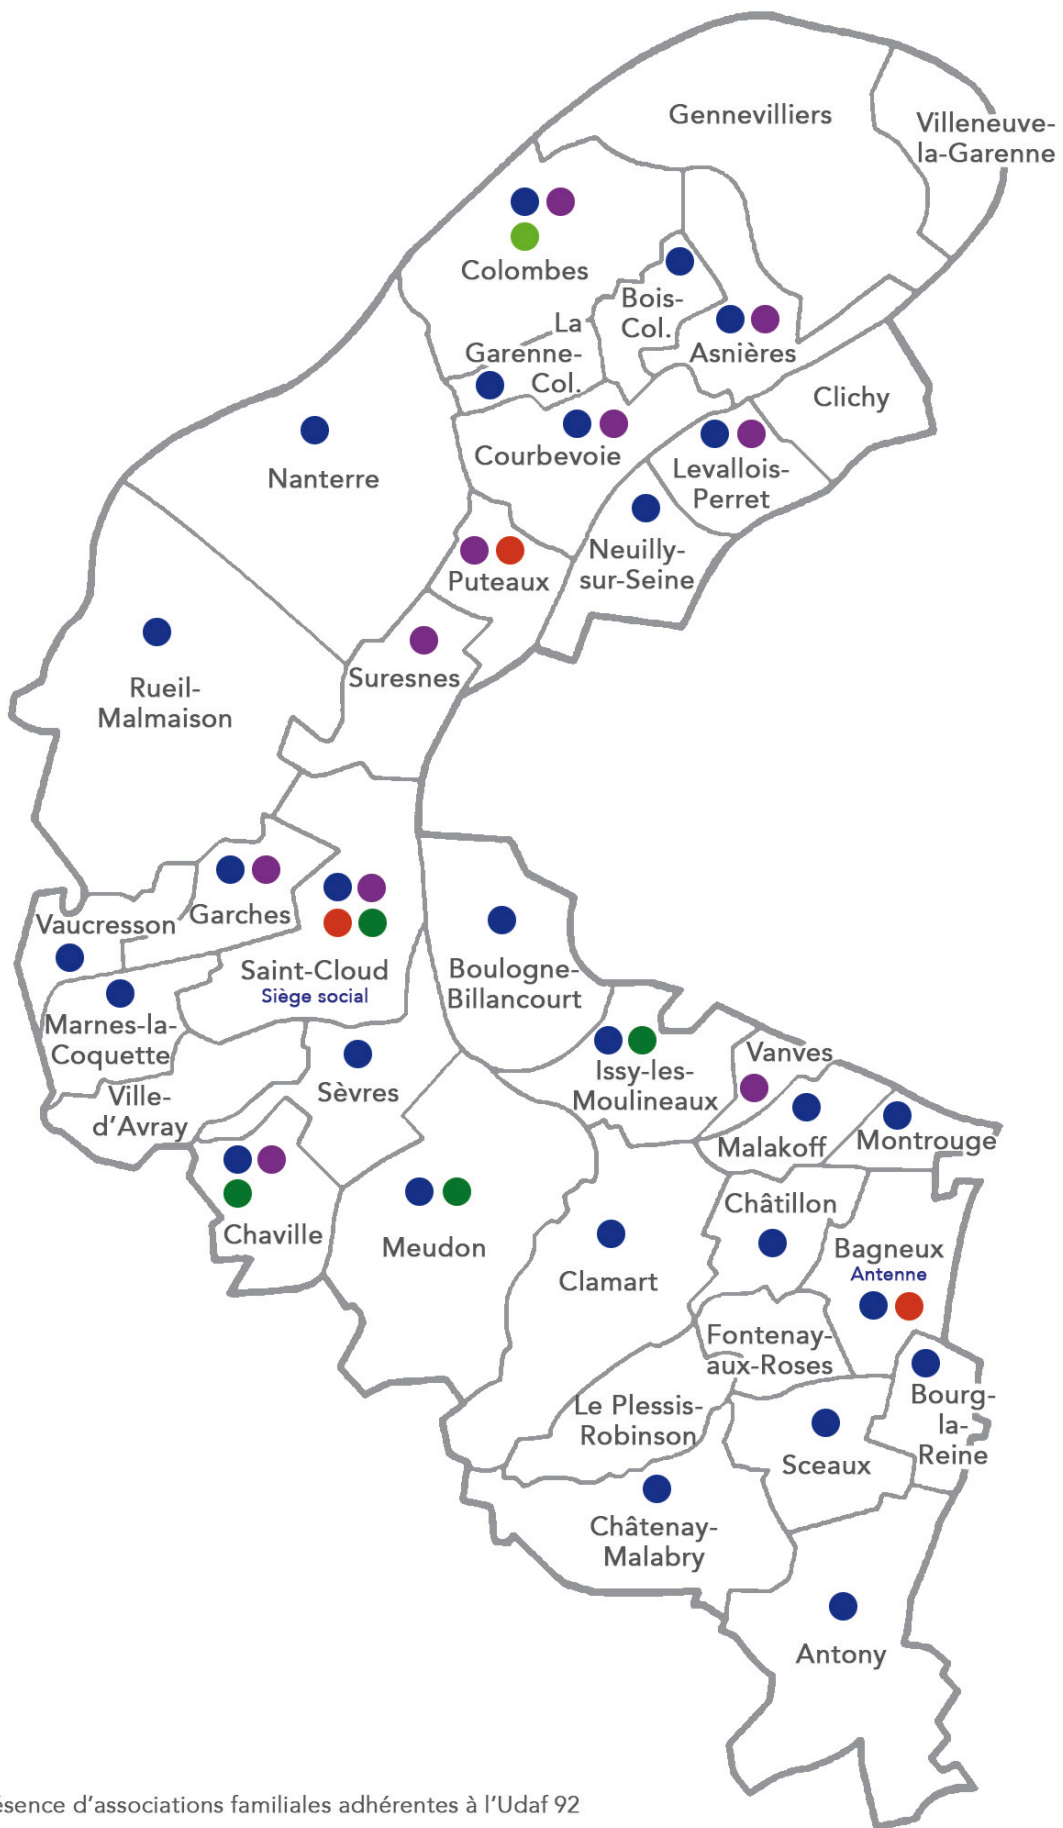 Gennevilliers
Villeneuve-
la-Garenne
Colombes
Bois-
Col.
La
Garenne-
Col.
Asnières
Clichy
Courbevoie
Levallois-
Perret
Nanterre
Neuilly-
sur-Seine
Puteaux
Suresnes
Rueil-
Malmaison
Garches
Vaucresson
Saint-Cloud
Siège social
Boulogne-
Billancourt
Marnes-la-
Coquette
Ville-
d'Avray
Sèvres
Issy-les-
Moulineaux
Vanves
Malakoff
Montrouge
Chaville
Meudon
Clamart
Châtillon
Bagneux
Antenne
Fontenay-
aux-Roses
Bourg-
la-
Reine
Le Plessis-
Robinson
Sceaux
Châtenay-
Malabry
Antony
d'associations familiales adhérentes à l'Udaf 92